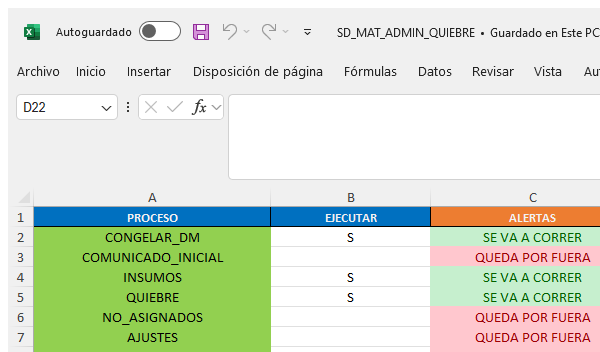 Autoguardado SD_MAT_ADMIN_QUIEBRE • Guardado en Este PC
Archivo Inicio Insertar Disposición de página Fórmulas Datos Revisar Vista
D22 fx
A B C
1 PROCESO EJECUTAR ALERTAS
2 CONGELAR_DM S SE VA A CORRER
3 COMUNICADO_INICIAL QUEDA POR FUERA
4 INSUMOS S SE VA A CORRER
5 QUIEBRE S SE VA A CORRER
6 NO_ASIGNADOS QUEDA POR FUERA
7 AJUSTES QUEDA POR FUERA